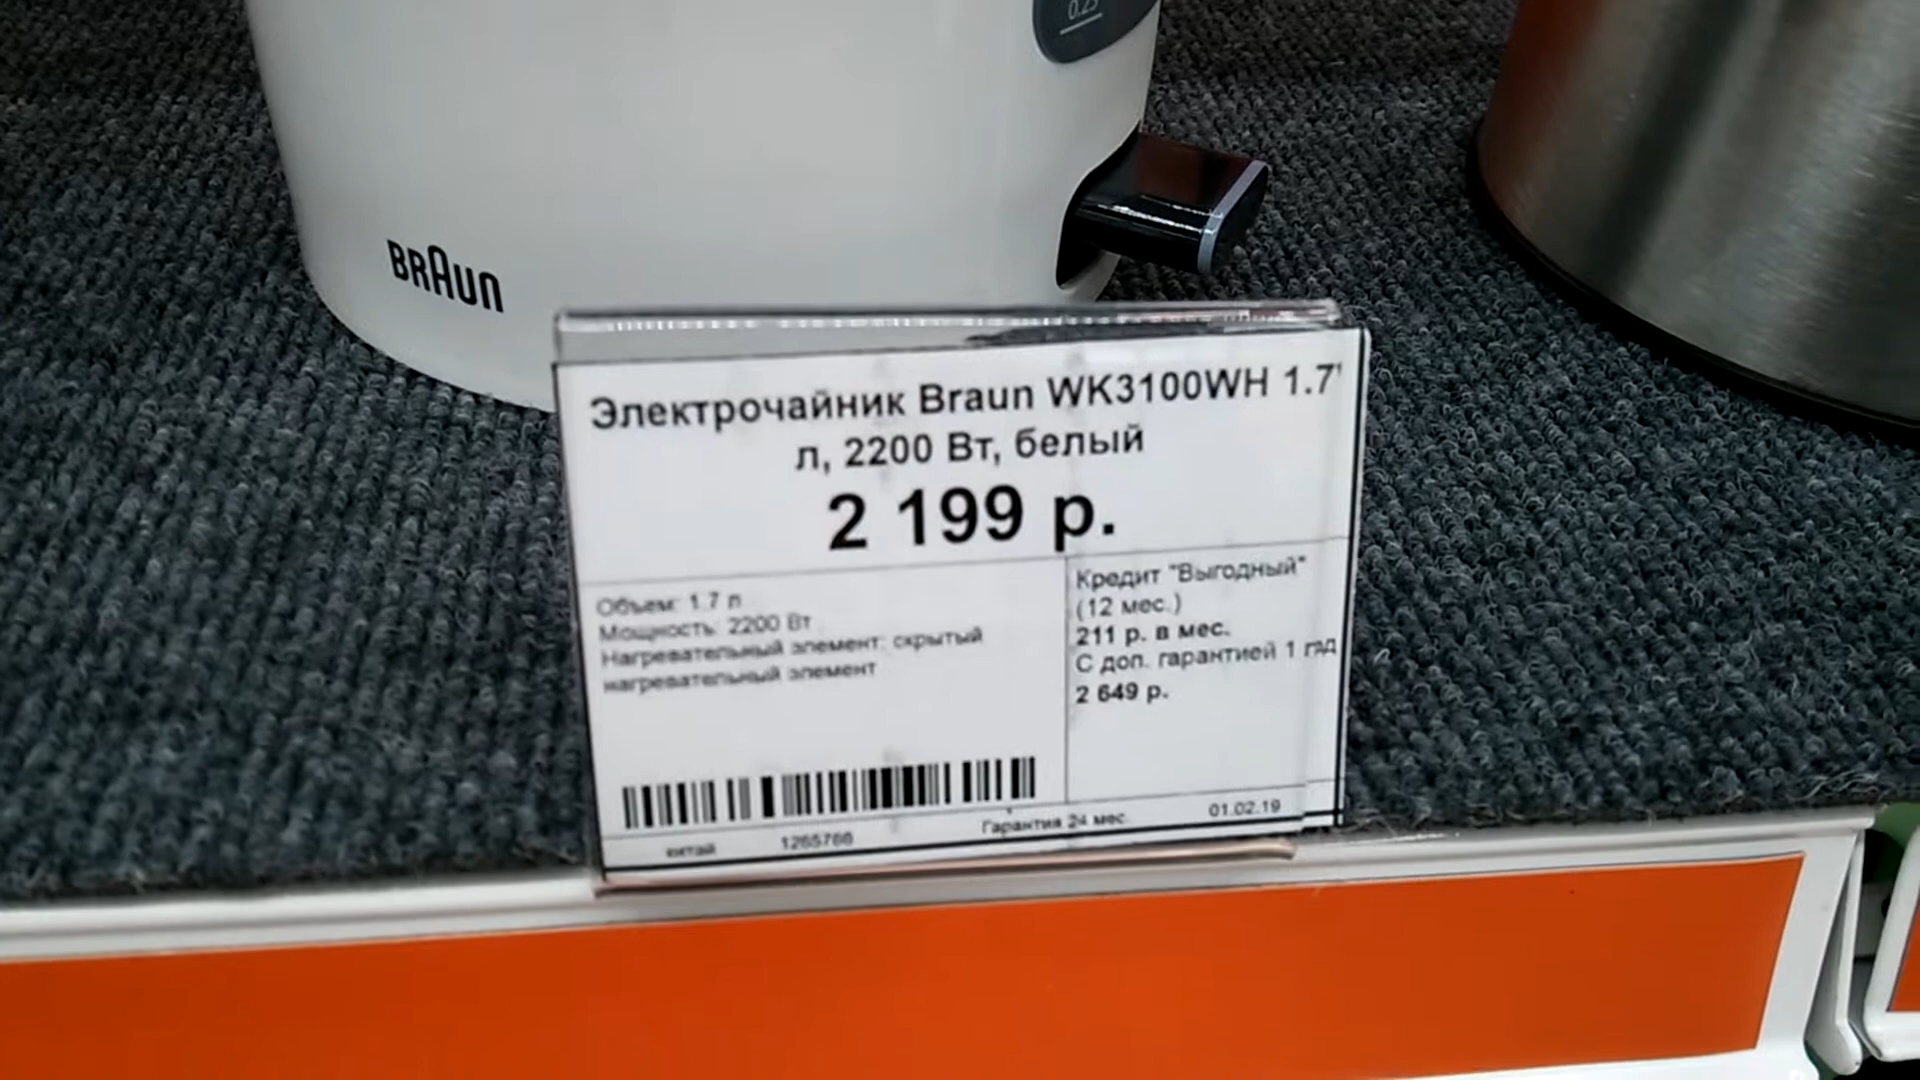 0.25
BRAUN
Электрочайник Braun WK3100WH 1.7
л, 2200 Вт, белый
2 199 р.
Объем: 1.7 л
Мощность: 2200 Вт
Нагревательный элемент: скрытый
нагревательный элемент
Кредит "Выгодный"
(12 мес.)
211 р. в мес.
С доп. гарантией 1 год
2 649 р.
китай 1265766 Гарантия 24 мес. 01.02.19